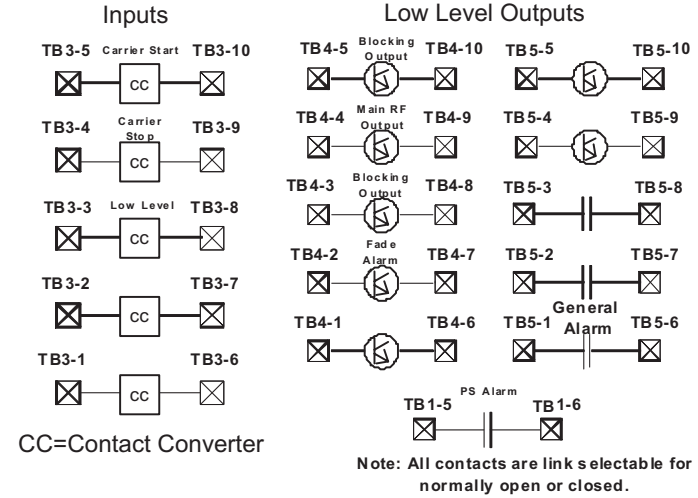 Inputs
TB3-5 Carrier Start TB3-10
CC
TB3-4 Carrier Stop TB3-9
CC
TB3-3 Low Level TB3-8
CC
TB3-2 TB3-7
CC
TB3-1 TB3-6
CC
CC=Contact Converter
Low Level Outputs
TB4-5 Blocking Output TB4-10
TB4-4 Main RF Output TB4-9
TB4-3 Blocking Output TB4-8
TB4-2 Fade Alarm TB4-7
TB4-1 TB4-6
TB5-5 TB5-10
TB5-4 TB5-9
TB5-3 TB5-8
TB5-2 TB5-7
General
TB5-1 Alarm TB5-6
PS Alarm
TB1-5 TB1-6
Note: All contacts are link selectable for
normally open or closed.